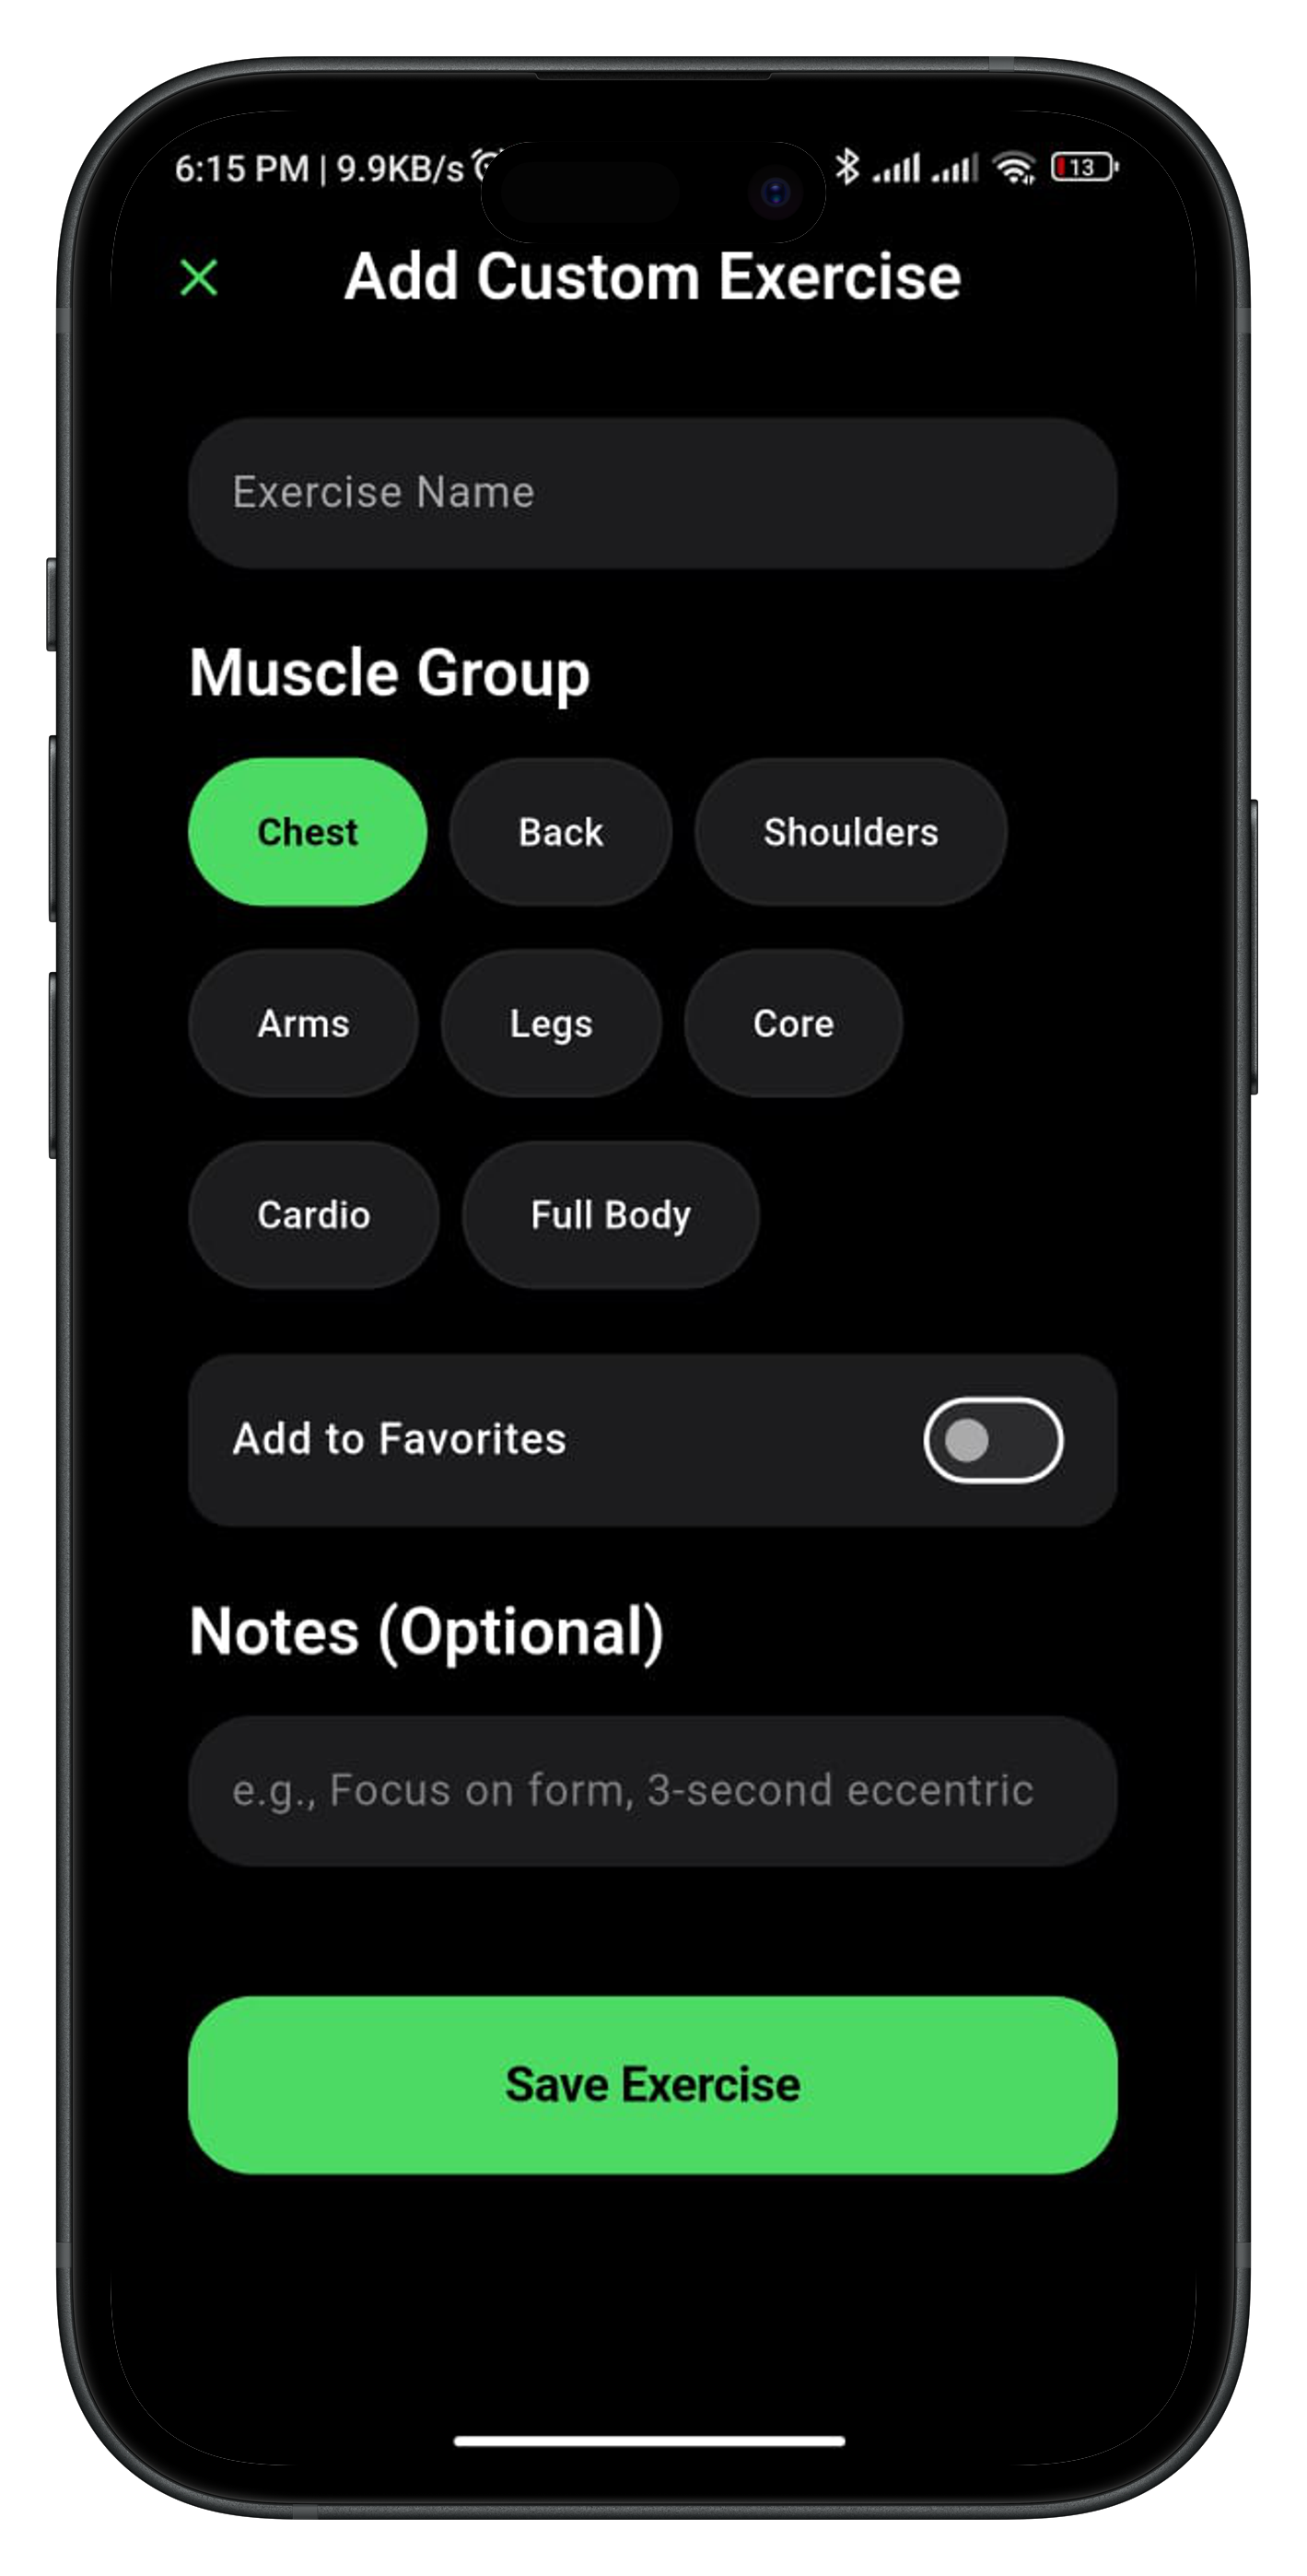 6:15 PM | 9.9KB/s 13
Add Custom Exercise
Exercise Name
Muscle Group
Chest Back Shoulders
Arms Legs Core
Cardio Full Body
Add to Favorites
Notes (Optional)
e.g., Focus on form, 3-second eccentric
Save Exercise